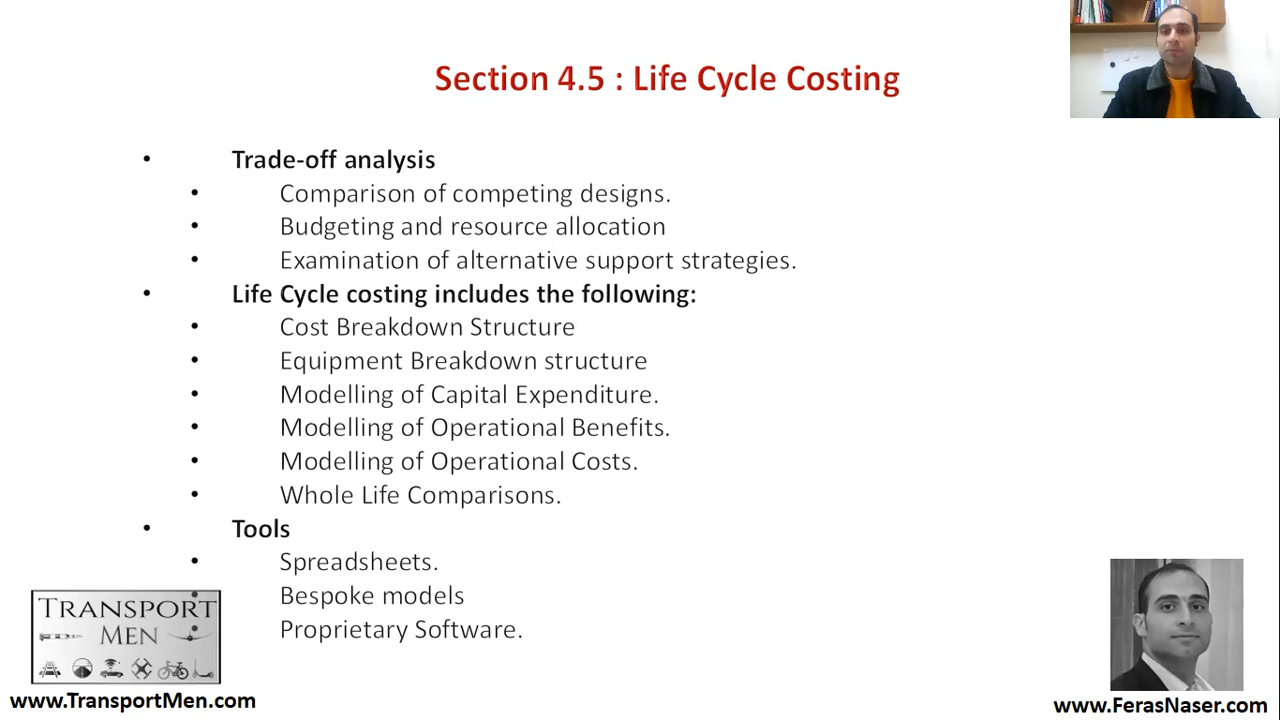 Section 4.5 : Life Cycle Costing
• Trade-off analysis
• Comparison of competing designs.
• Budgeting and resource allocation
• Examination of alternative support strategies.
• Life Cycle costing includes the following:
• Cost Breakdown Structure
• Equipment Breakdown structure
• Modelling of Capital Expenditure.
• Modelling of Operational Benefits.
• Modelling of Operational Costs.
• Whole Life Comparisons.
• Tools
• Spreadsheets.
Bespoke models
Proprietary Software.
TRANSPORT
MEN
www.TransportMen.com
www.FerasNaser.com